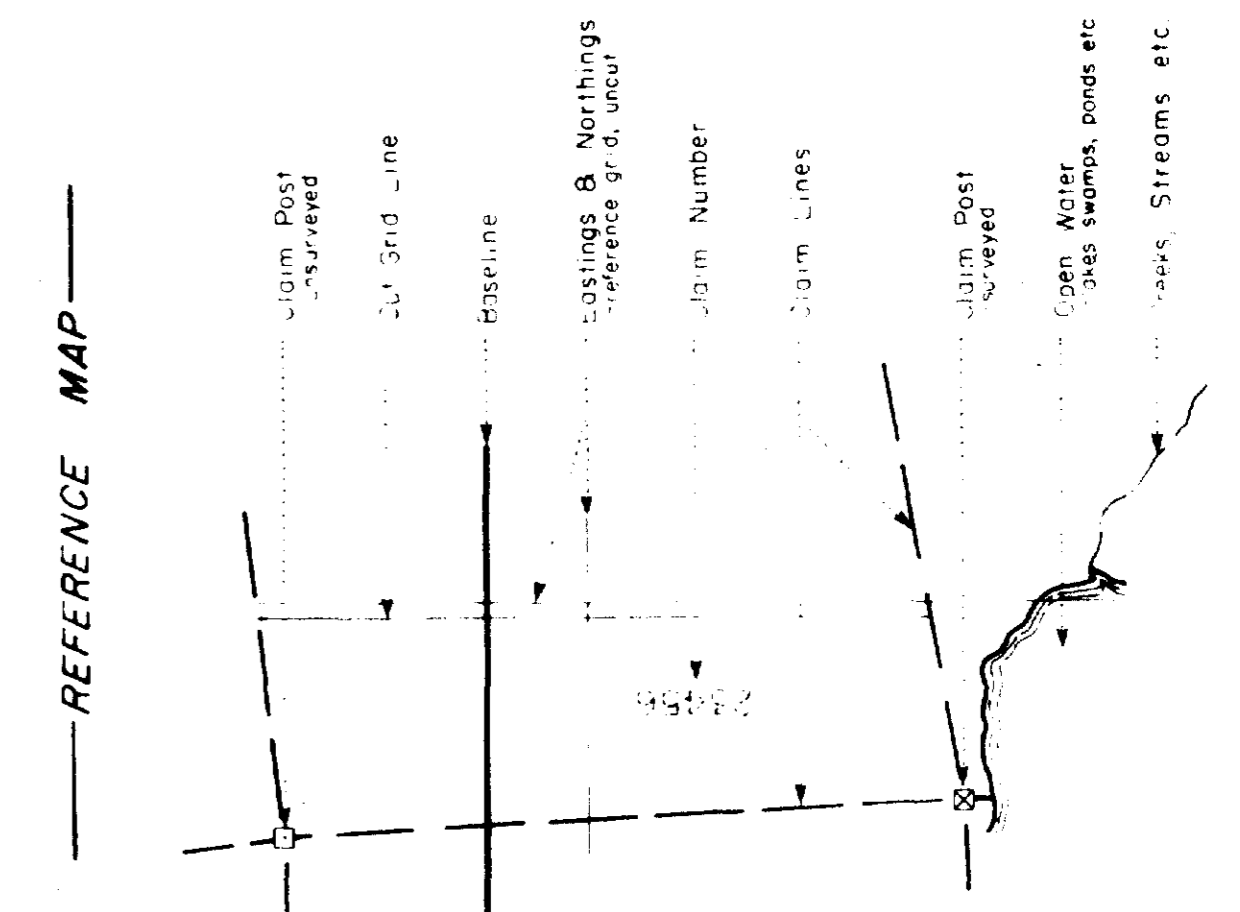 REFERENCE MAP
Claim Post
unsurveyed
Cut Grid Line
Baseline
Eastings & Northings
reference grid, uncut
Claim Number
Claim Lines
Claim Post
surveyed
Open Water
lakes swamps, ponds etc
Creeks, Streams etc.